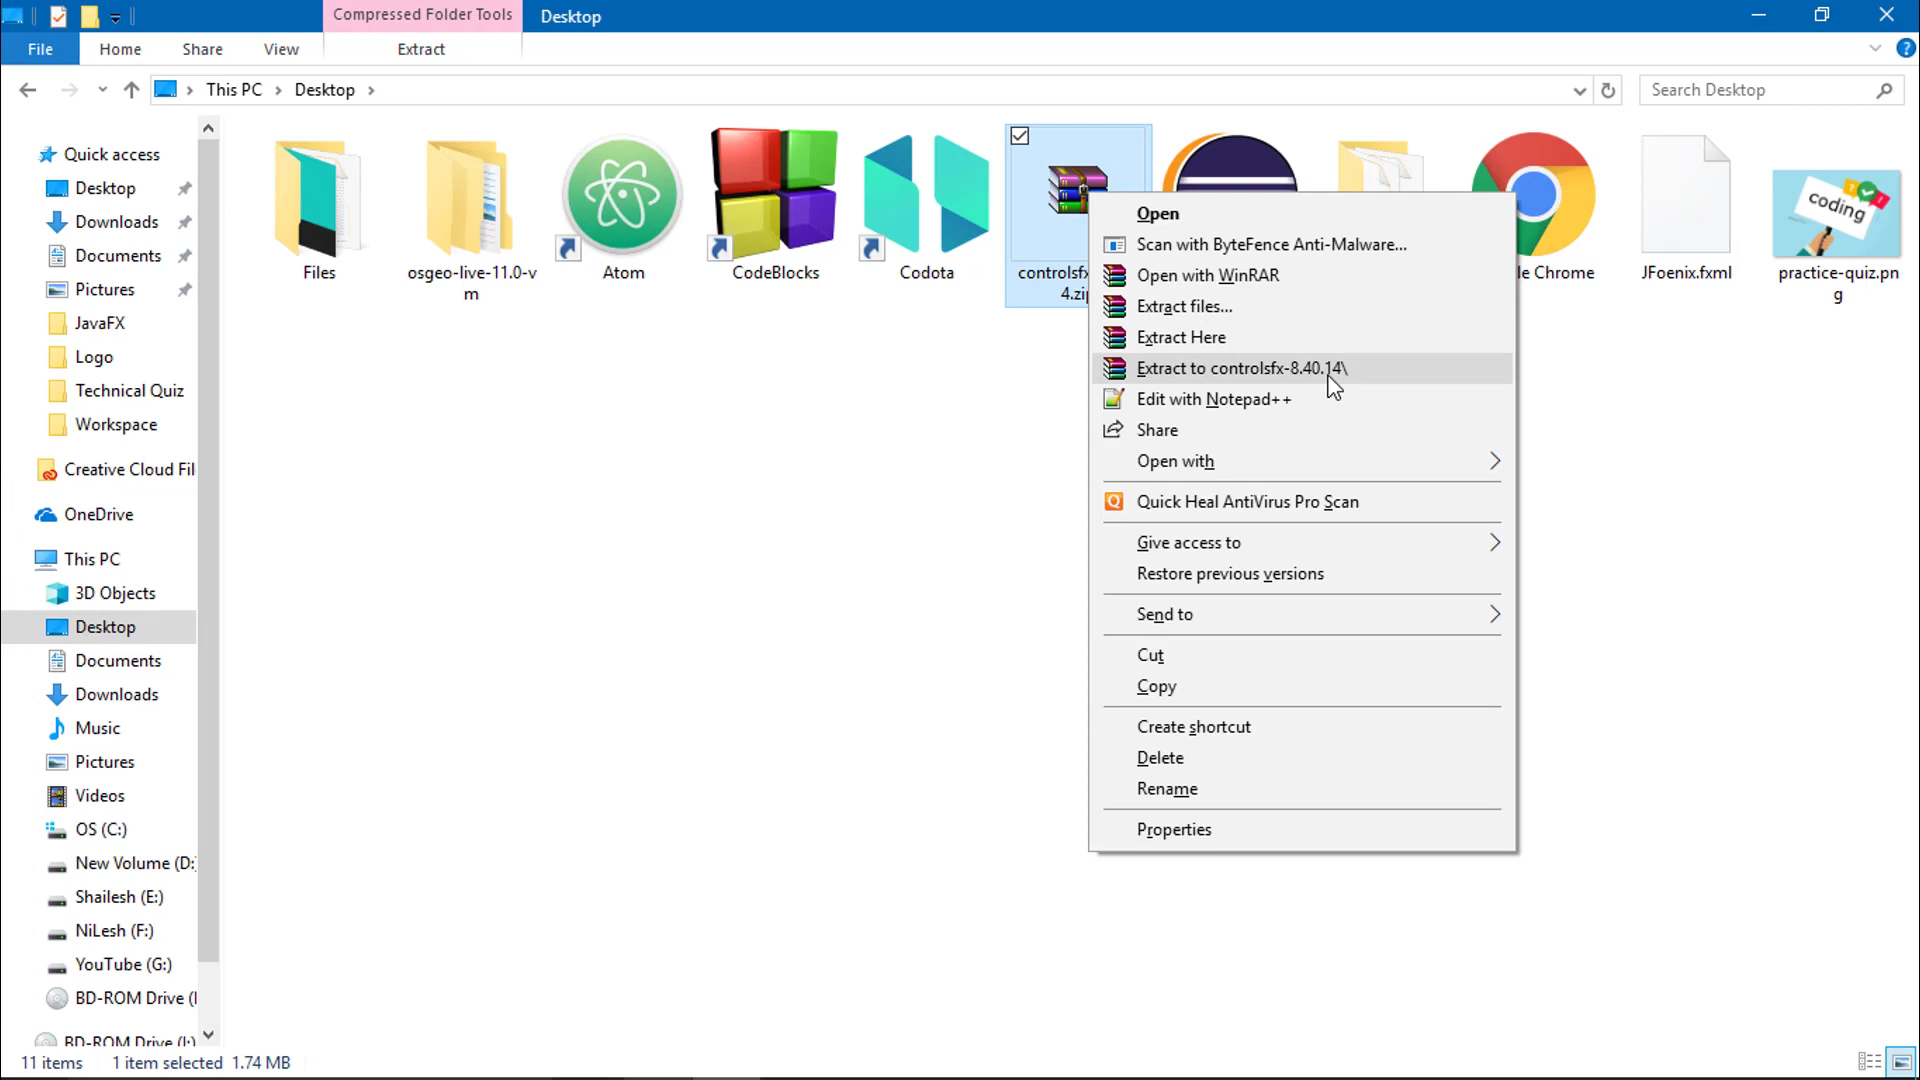 Compressed Folder Tools
Desktop
File
Home
Share
View
Extract
This PC
Desktop
Search Desktop
Quick access
Desktop
Downloads
Documents
Pictures
JavaFX
Logo
Technical Quiz
Workspace
Creative Cloud Fil
OneDrive
This PC
3D Objects
Desktop
Documents
Downloads
Music
Pictures
Videos
OS (C:)
New Volume (D:)
Shailesh (E:)
NiLesh (F:)
YouTube (G:)
BD-ROM Drive (
BD-ROM Drive (I:)
Files
osgeo-live-11.0-v
m
Atom
CodeBlocks
Codota
controlsfx
4.zip
le Chrome
JFoenix.fxml
coding
practice-quiz.pn
g
Open
Scan with ByteFence Anti-Malware...
Open with WinRAR
Extract files...
Extract Here
Extract to controlsfx-8.40.14\
Edit with Notepad++
Share
Open with
Quick Heal AntiVirus Pro Scan
Give access to
Restore previous versions
Send to
Cut
Copy
Create shortcut
Delete
Rename
Properties
11 items
1 item selected 1.74 MB